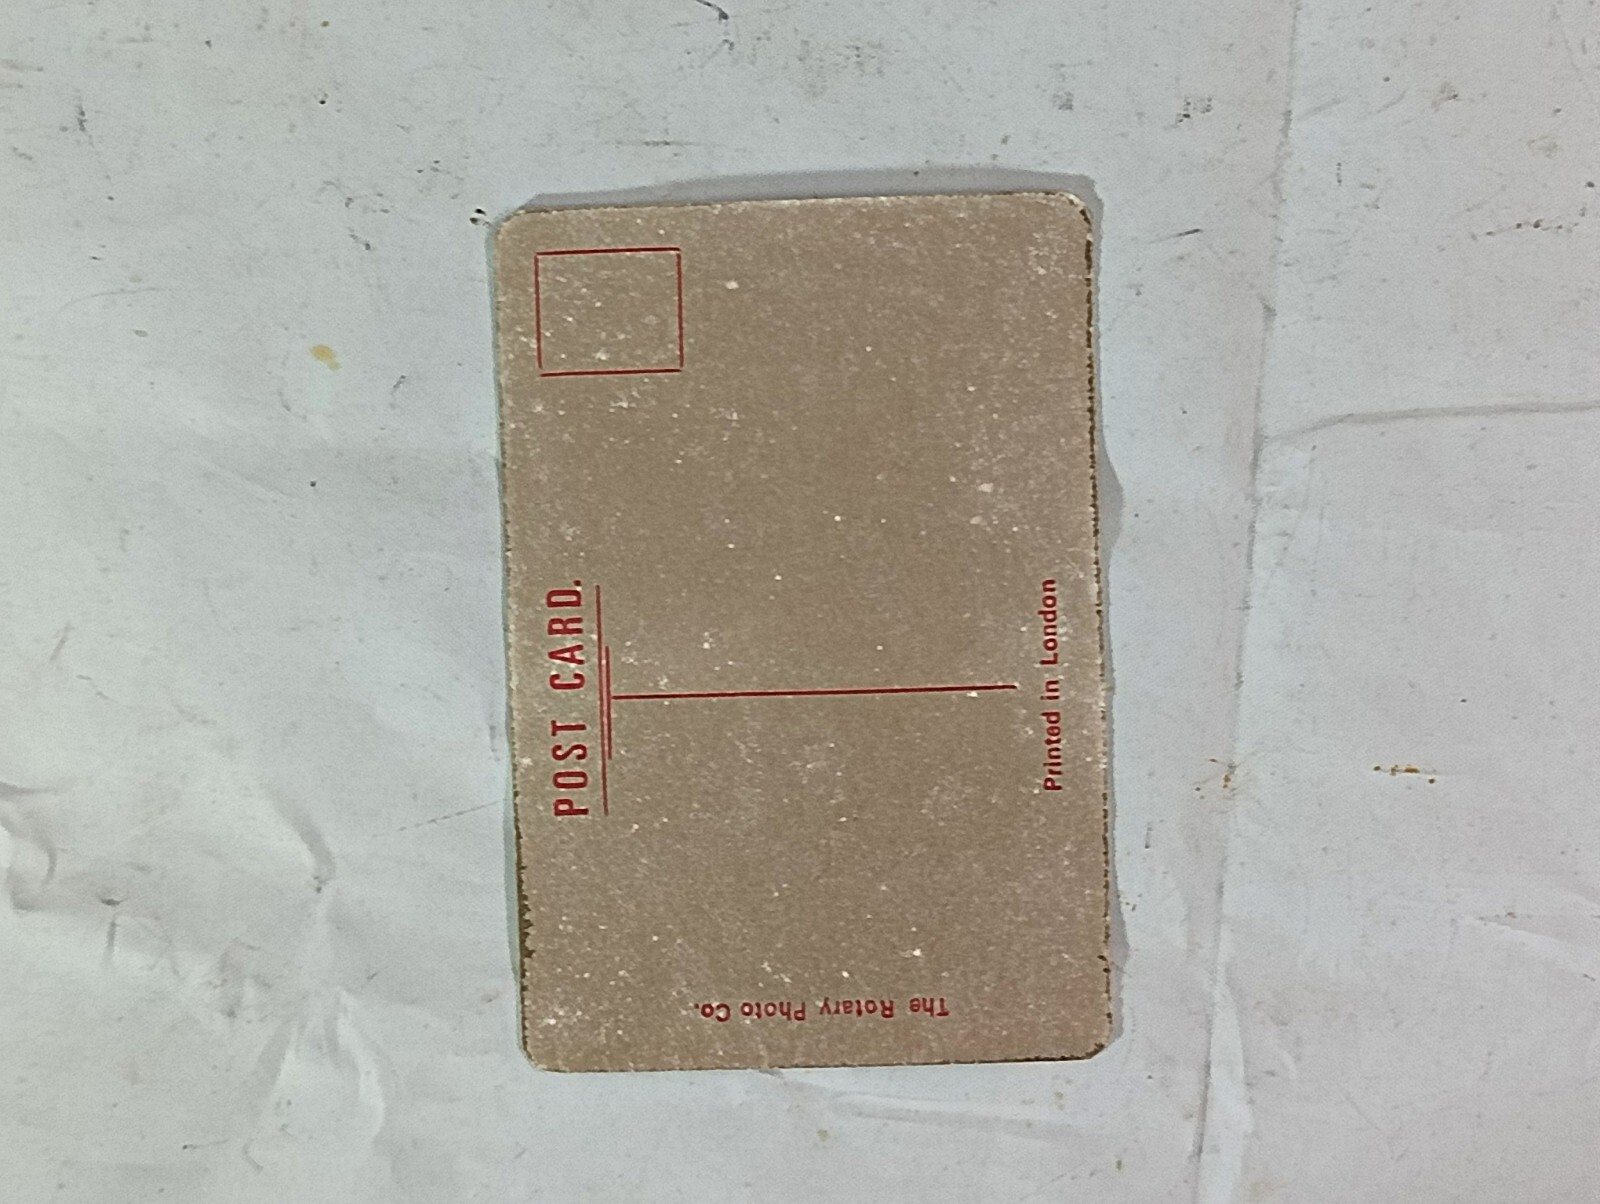 POST CARD.
The Rotary Photo Co.
Printed in London